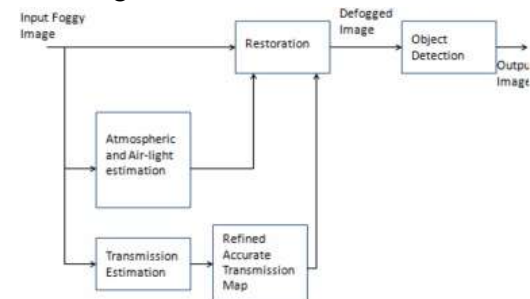 Input Foggy
Image
Defogged
Image
Restoration
Object
Detection
Image
Atmospheric
and Air-light
estimation
Transmission
Estimation
Refined
Accurate
Transmission
Map